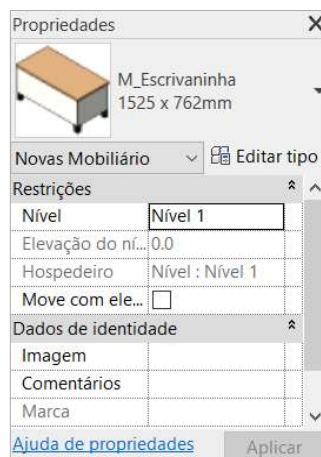 Propriedades
M_Escrivaninha
1525 x 762mm
Novas Mobiliário
Editar tipo
Restrições
Nível Nível 1
Elevação do ní... 0.0
Hospedeiro Nível : Nível 1
Move com ele...
Dados de identidade
Imagem
Comentários
Marca
Ajuda de propriedades Aplicar